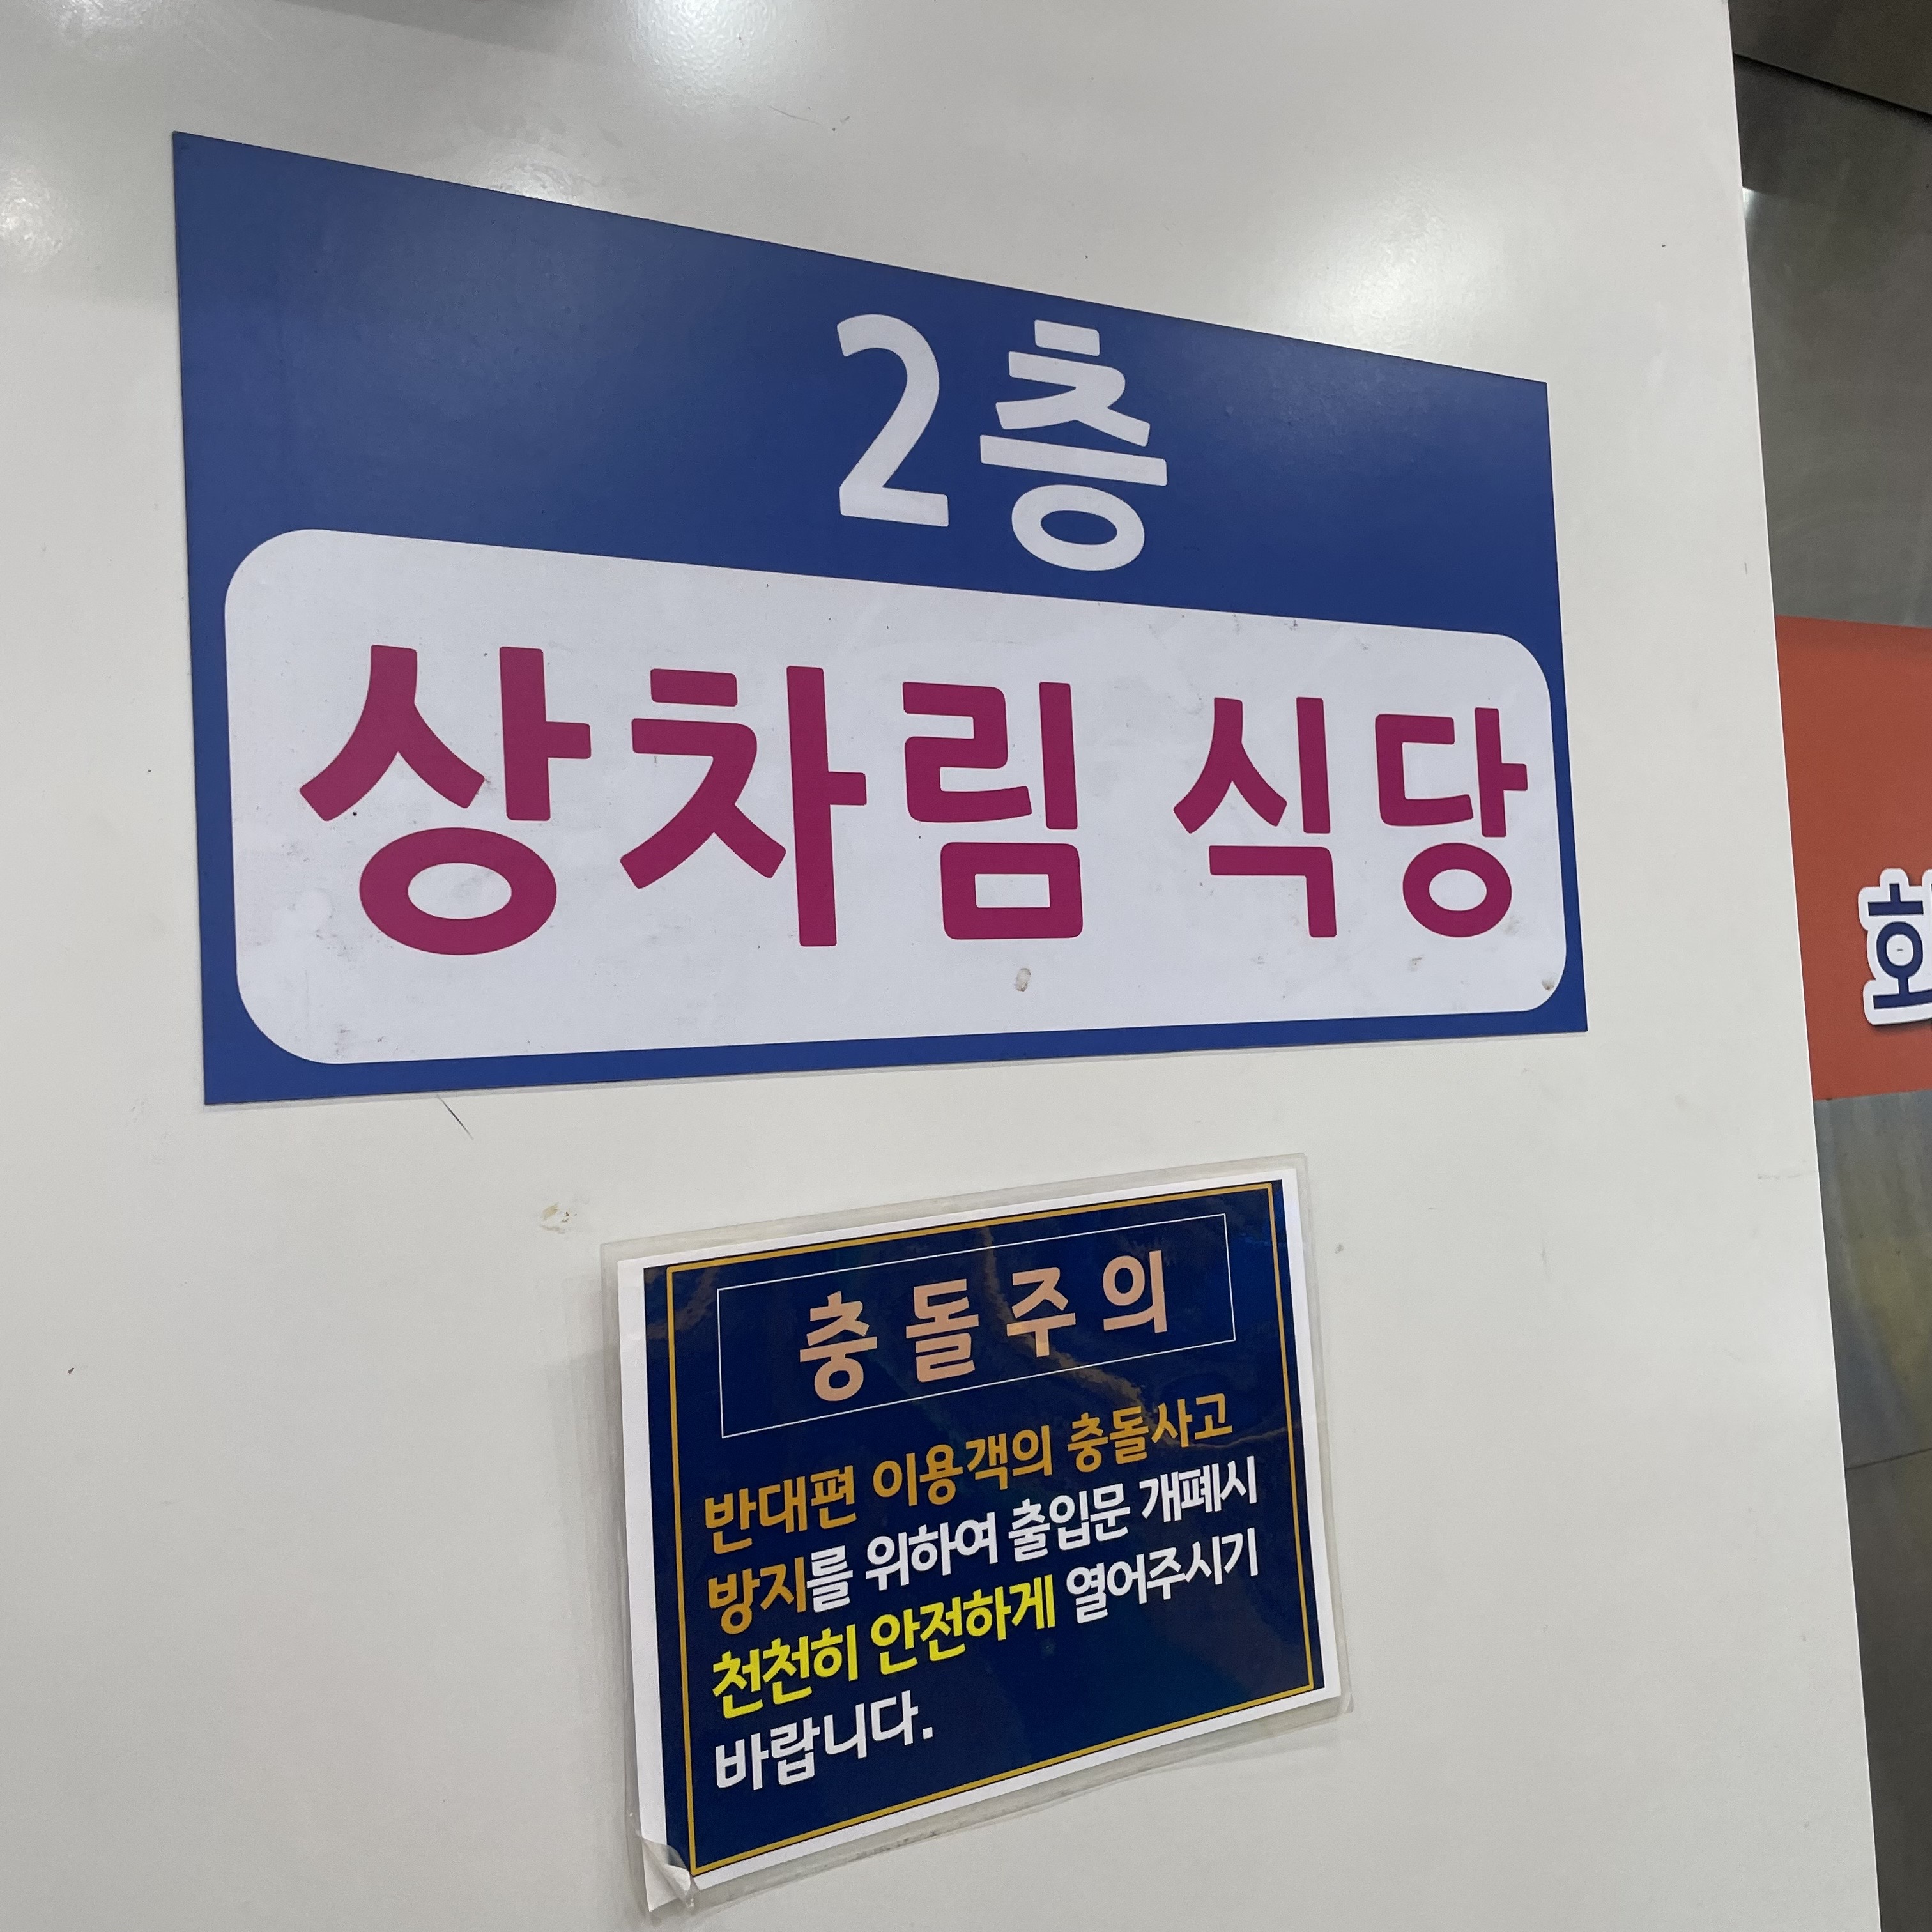 2층
상차림 식당
충돌주의
반대편 이용객의 충돌사고
방지를 위하여 출입문 개폐시
천천히 안전하게 열어주시기
바랍니다.